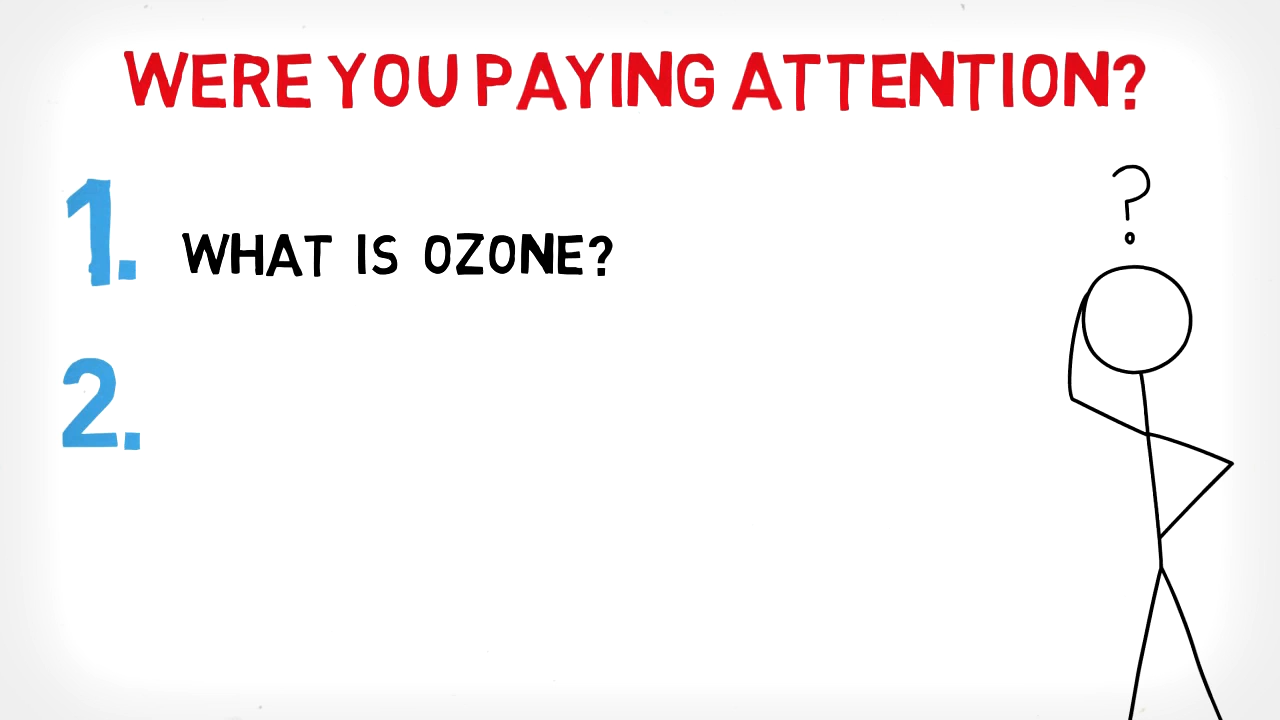 WERE YOU PAYING ATTENTION?
1. WHAT IS OZONE?
2.
?